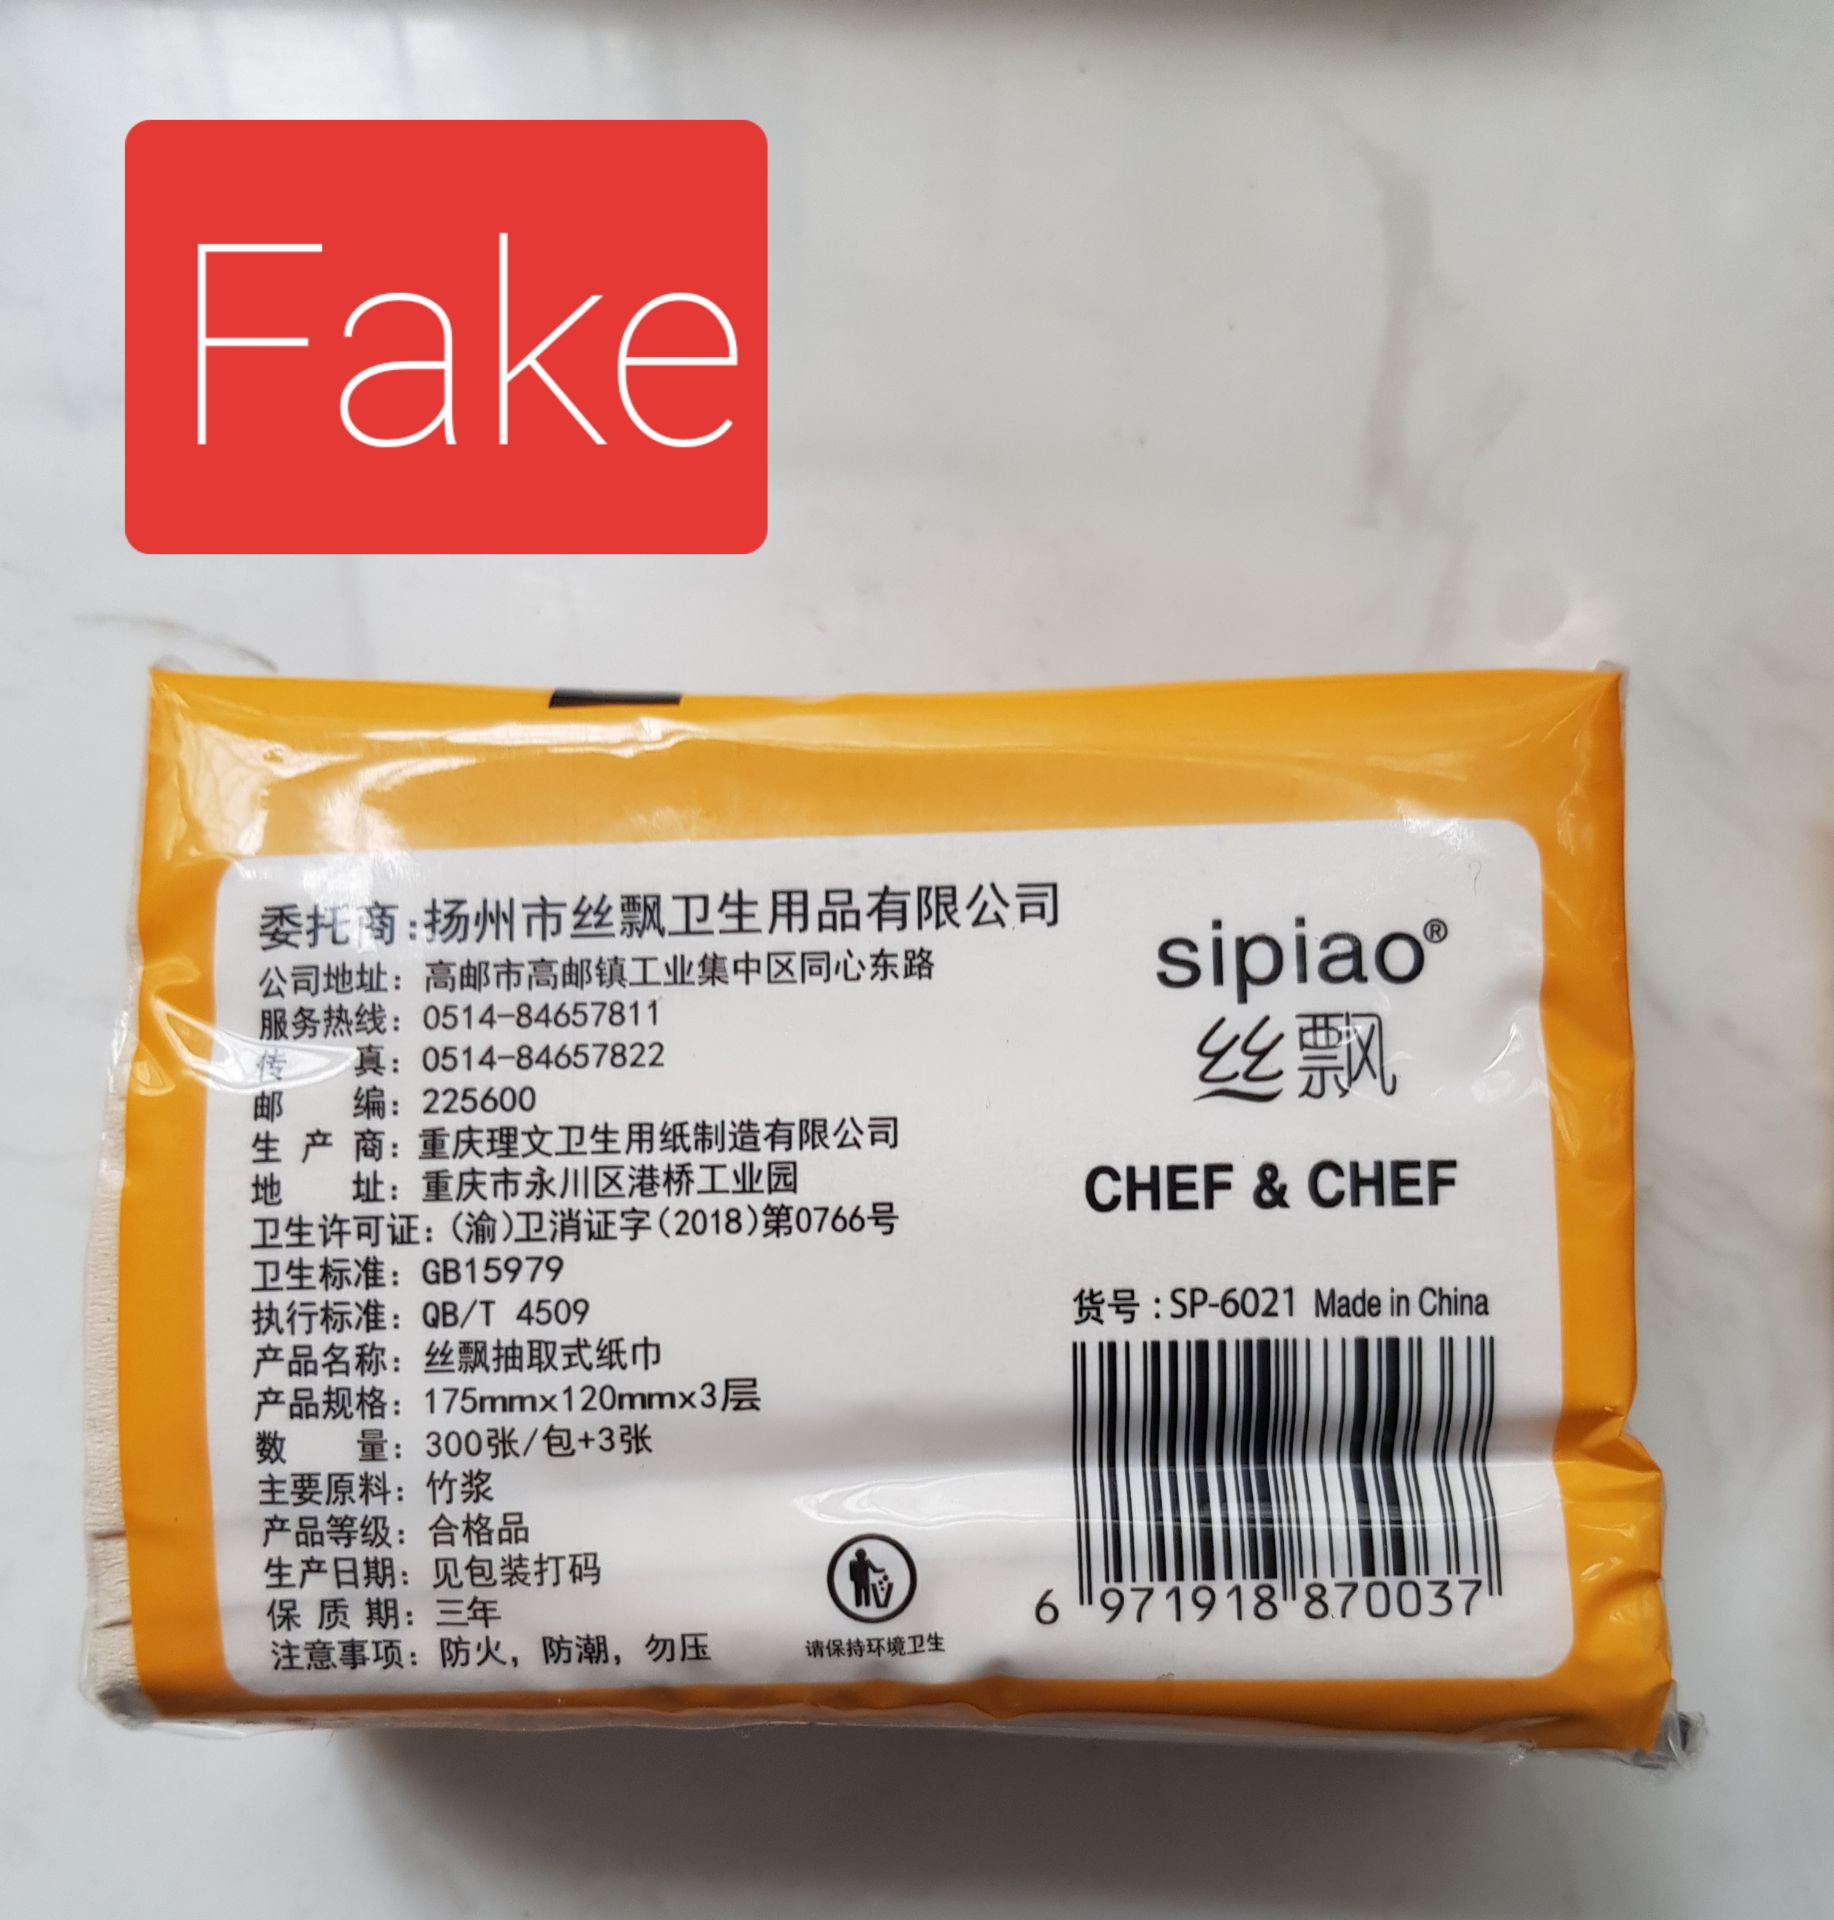 Fake
委托商：扬州市丝飘卫生用品有限公司
公司地址：高邮市高邮镇工业集中区同心东路
服务热线：0514-84657811
传 真：0514-84657822
邮 编：225600
生 产 商：重庆理文卫生用纸制造有限公司
地 址：重庆市永川区港桥工业园
卫生许可证：(渝)卫消证字(2018)第0766号
卫生标准：GB15979
执行标准：QB/T 4509
产品名称：丝飘抽取式纸巾
产品规格：175mmx120mmx3层
数 量：300张/包+3张
主要原料：竹浆
产品等级：合格品
生产日期：见包装打码
保 质 期：三年
注意事项：防火，防潮，勿压
请保持环境卫生
sipiao®
丝飘
CHEF & CHEF
货号：SP-6021 Made in China
6 971918 870037